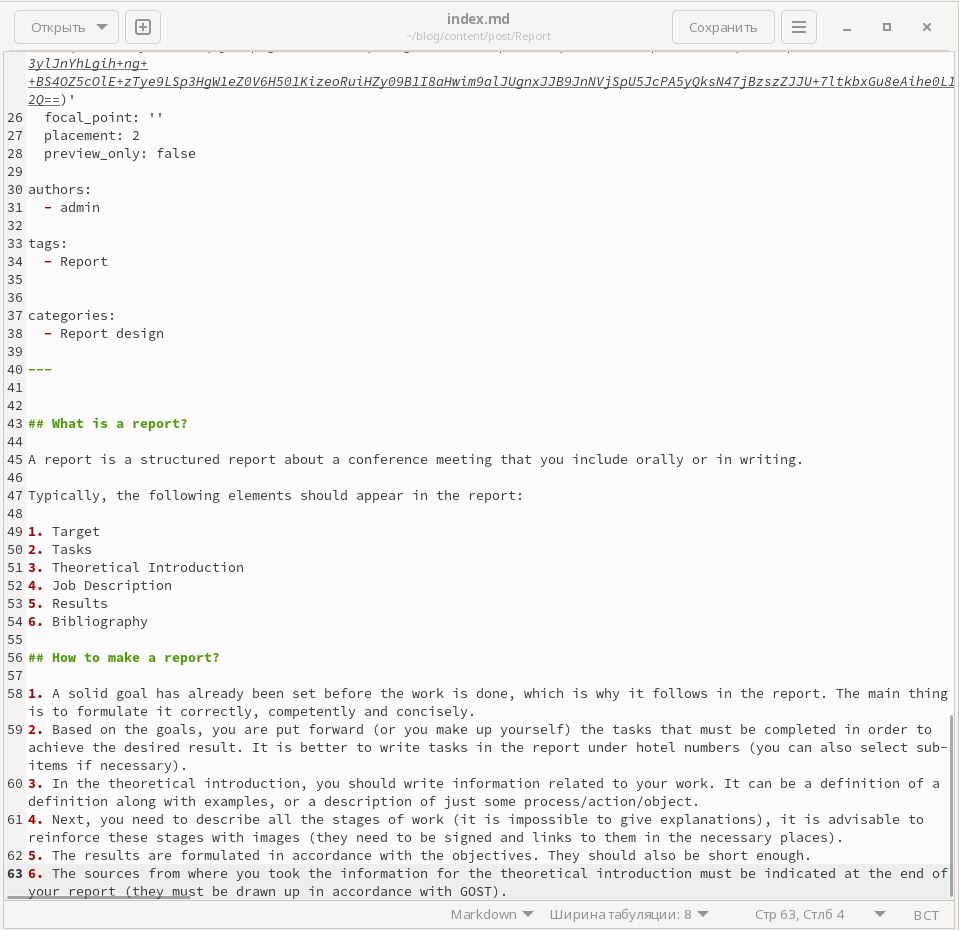 Открыть
index.md
~/blog/content/post/Report
Сохранить
3ylJnYhLgih+ng+
+BS4OZ5cOlE+zTye9LSp3HgW1eZ0V6H501KizeoRuiHZy09B1I8aHwim9alJUgnxJJB9JnNVjSpU5JcPA5yQksN47jBzszZJJU+7ltkbxGu8eAihe0L1
2Q==)'
26 focal_point: ''
27 placement: 2
28 preview_only: false
29
30 authors:
31 - admin
32
33 tags:
34 - Report
35
36
37 categories:
38 - Report design
39
40 ---
41
42
43 ## What is a report?
44
45 A report is a structured report about a conference meeting that you include orally or in writing.
46
47 Typically, the following elements should appear in the report:
48
49 1. Target
50 2. Tasks
51 3. Theoretical Introduction
52 4. Job Description
53 5. Results
54 6. Bibliography
55
56 ## How to make a report?
57
58 1. A solid goal has already been set before the work is done, which is why it follows in the report. The main thing
is to formulate it correctly, competently and concisely.
59 2. Based on the goals, you are put forward (or you make up yourself) the tasks that must be completed in order to
achieve the desired result. It is better to write tasks in the report under hotel numbers (you can also select sub-
items if necessary).
60 3. In the theoretical introduction, you should write information related to your work. It can be a definition of a
definition along with examples, or a description of just some process/action/object.
61 4. Next, you need to describe all the stages of work (it is impossible to give explanations), it is advisable to
reinforce these stages with images (they need to be signed and links to them in the necessary places).
62 5. The results are formulated in accordance with the objectives. They should also be short enough.
63 6. The sources from where you took the information for the theoretical introduction must be indicated at the end of
your report (they must be drawn up in accordance with GOST).
Markdown
Ширина табуляции: 8
Стр 63, Стлб 4
ВСТ